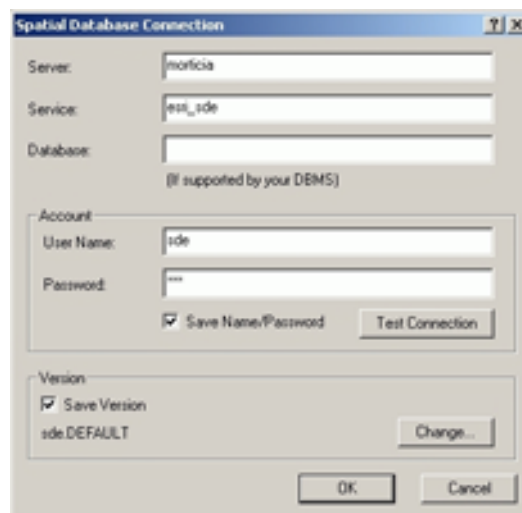 Spatial Database Connection
Server: morticia
Service: esri_sde
Database:
(If supported by your DBMS)
Account
User Name: sde
Password: ***
Save Name/Password Test Connection
Version
Save Version
sde.DEFAULT Change...
OK Cancel